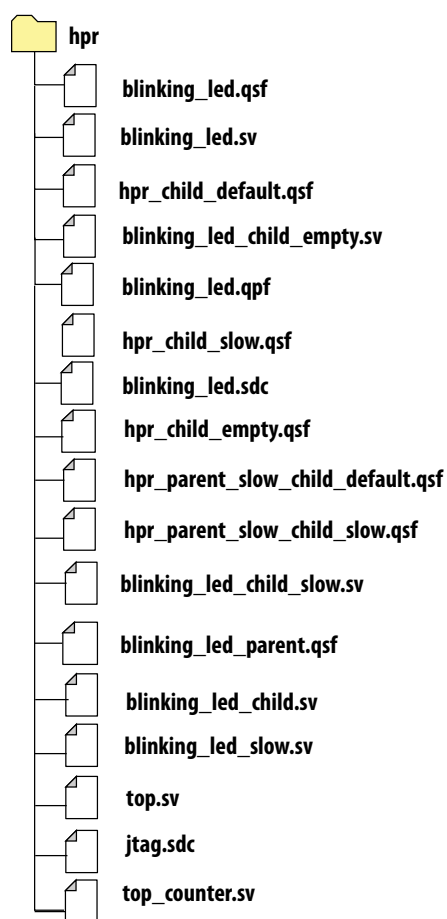 hpr
blinking_led.qsf
blinking_led.sv
hpr_child_default.qsf
blinking_led_child_empty.sv
blinking_led.qpf
hpr_child_slow.qsf
blinking_led.sdc
hpr_child_empty.qsf
hpr_parent_slow_child_default.qsf
hpr_parent_slow_child_slow.qsf
blinking_led_child_slow.sv
blinking_led_parent.qsf
blinking_led_child.sv
blinking_led_slow.sv
top.sv
jtag.sdc
top_counter.sv